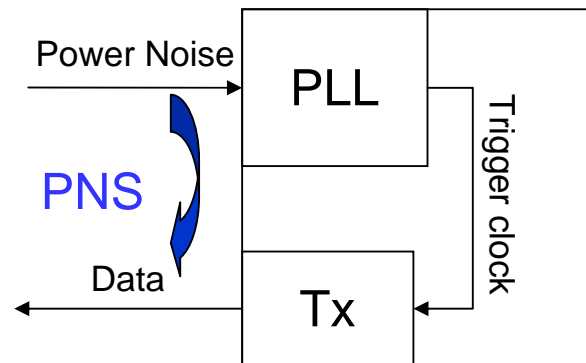 Power Noise
PLL
Trigger clock
PNS
Data
Tx